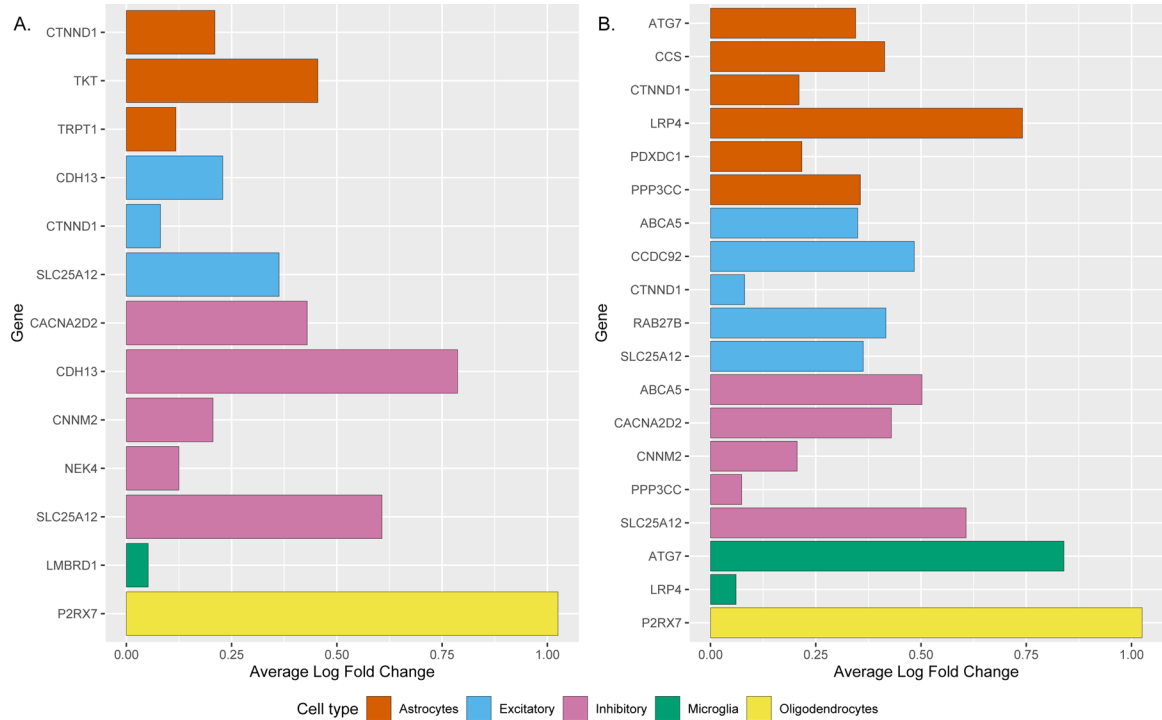 A.
Gene
CTNND1
TKT
TRPT1
CDH13
CTNND1
SLC25A12
CACNA2D2
CDH13
CNNM2
NEK4
SLC25A12
LMBRD1
P2RX7
0.00 0.25 0.50 0.75 1.00
Average Log Fold Change
B.
Gene
ATG7
CCS
CTNND1
LRP4
PDXDC1
PPP3CC
ABCA5
CCDC92
CTNND1
RAB27B
SLC25A12
ABCA5
CACNA2D2
CNNM2
PPP3CC
SLC25A12
ATG7
LRP4
P2RX7
0.00 0.25 0.50 0.75 1.00
Average Log Fold Change
Cell type Astrocytes Excitatory Inhibitory Microglia Oligodendrocytes